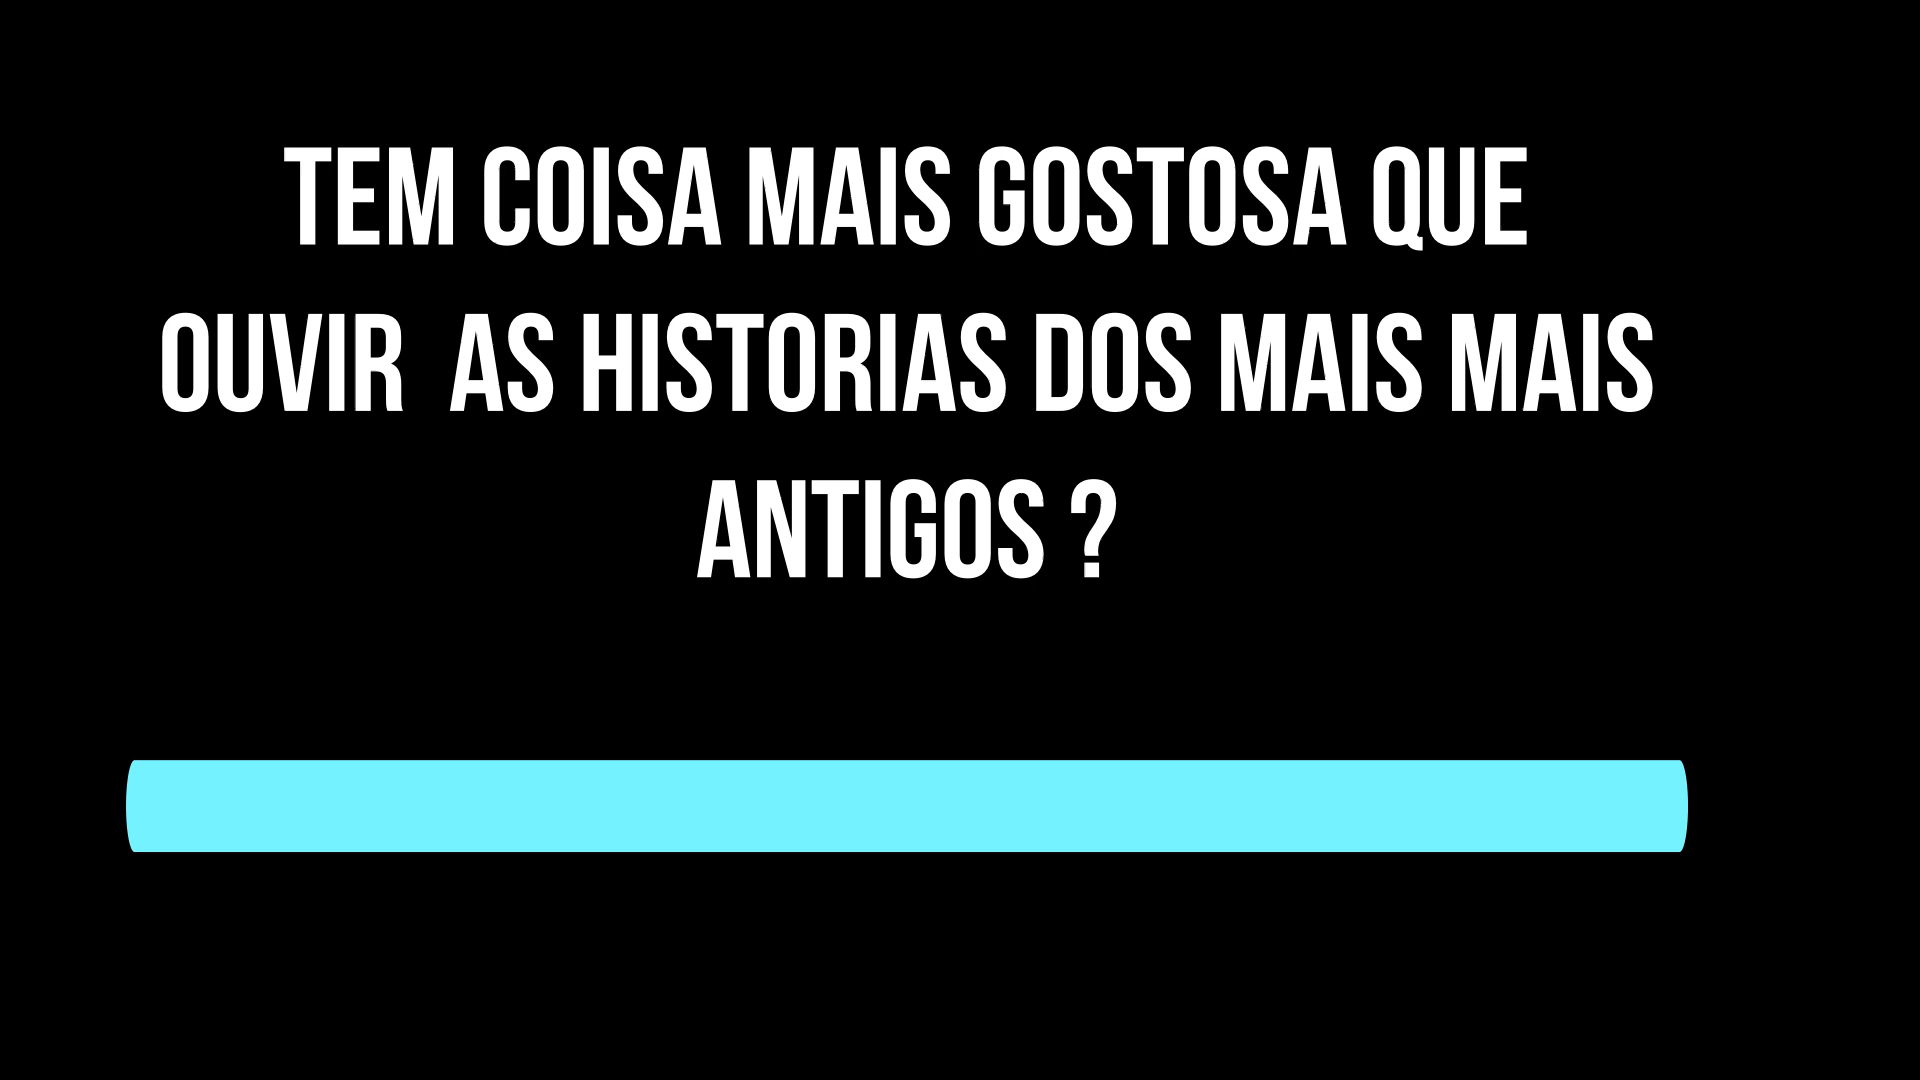 TEM COISA MAIS GOSTOSA QUE
OUVIR  AS HISTORIAS DOS MAIS MAIS
ANTIGOS ?